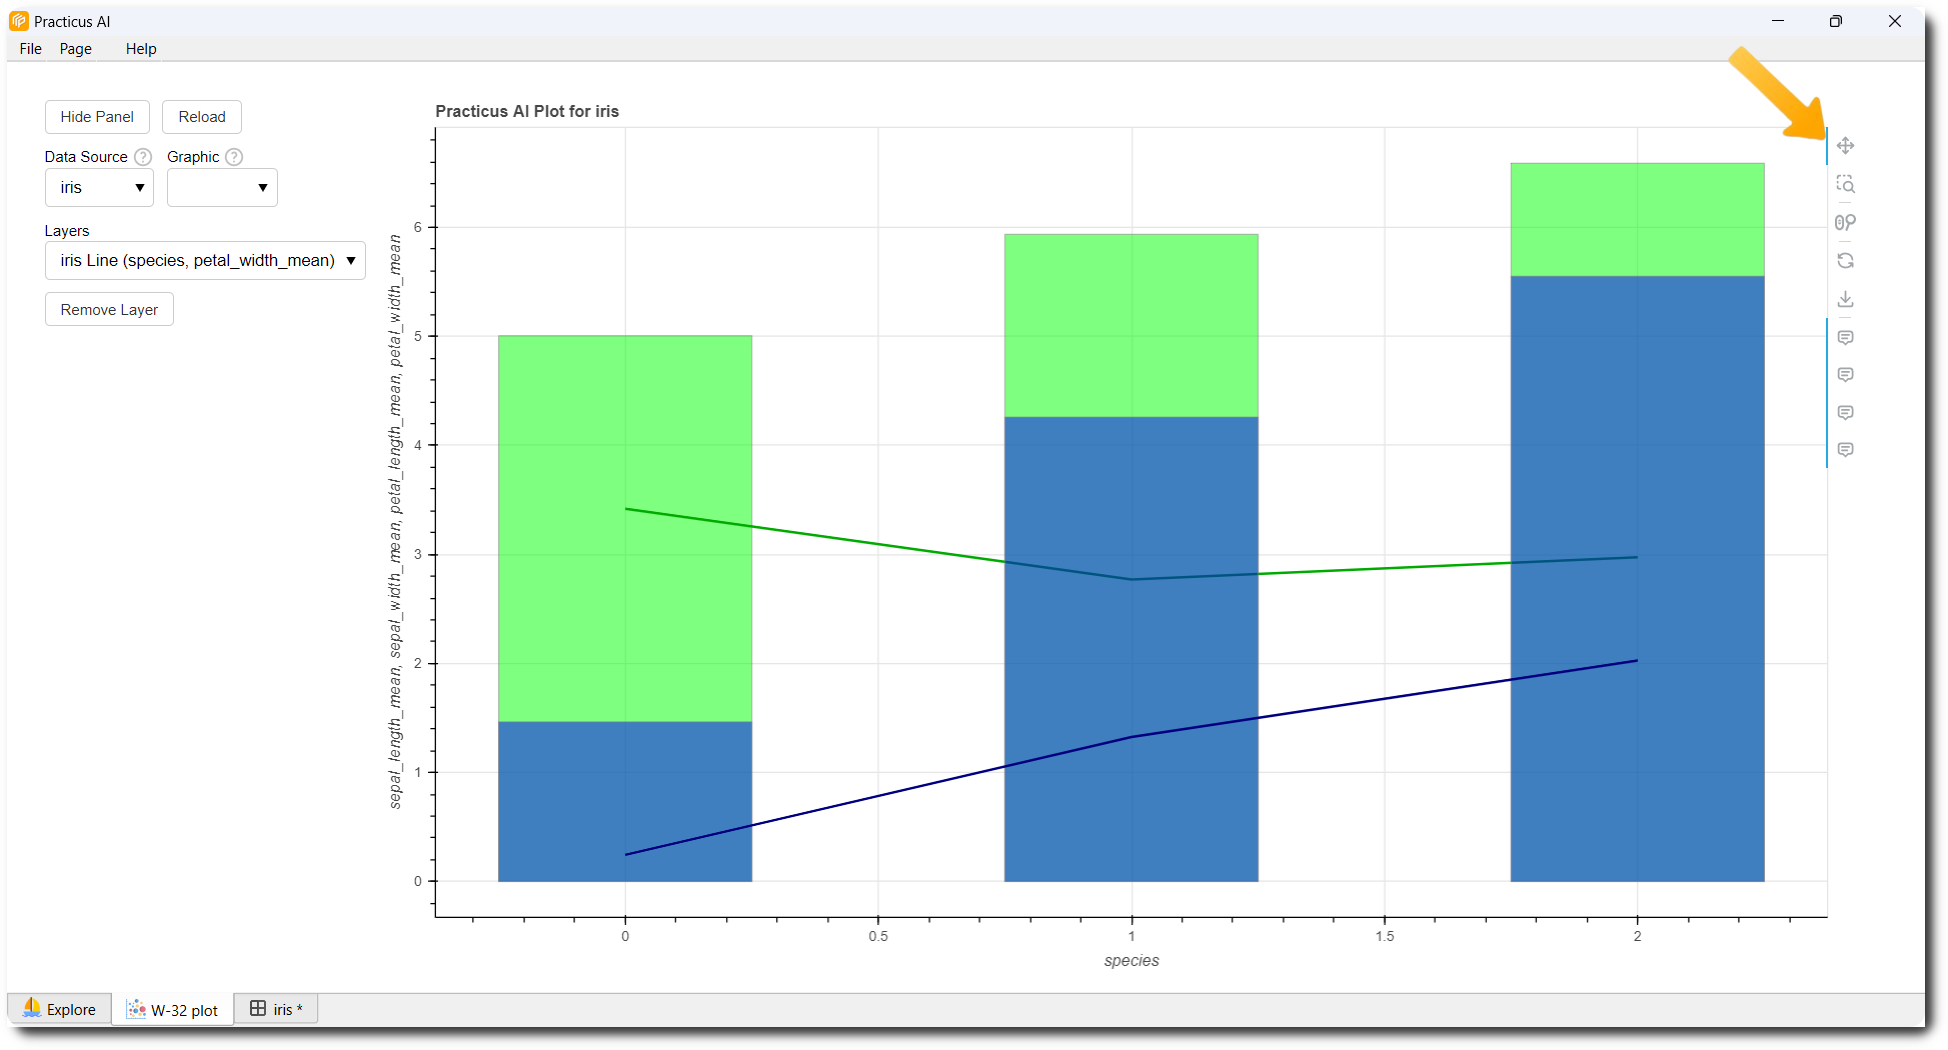 Practicus AI
File Page Help
Hide Panel Reload
Data Source ? Graphic ?
iris
Layers
iris Line (species, petal_width_mean)
Remove Layer
Practicus AI Plot for iris
sepal_length_mean, sepal_width_mean, petal_length_mean, petal_width_mean
6
5
4
3
2
1
0
0 0.5 1 1.5 2
species
Explore W-32 plot iris *